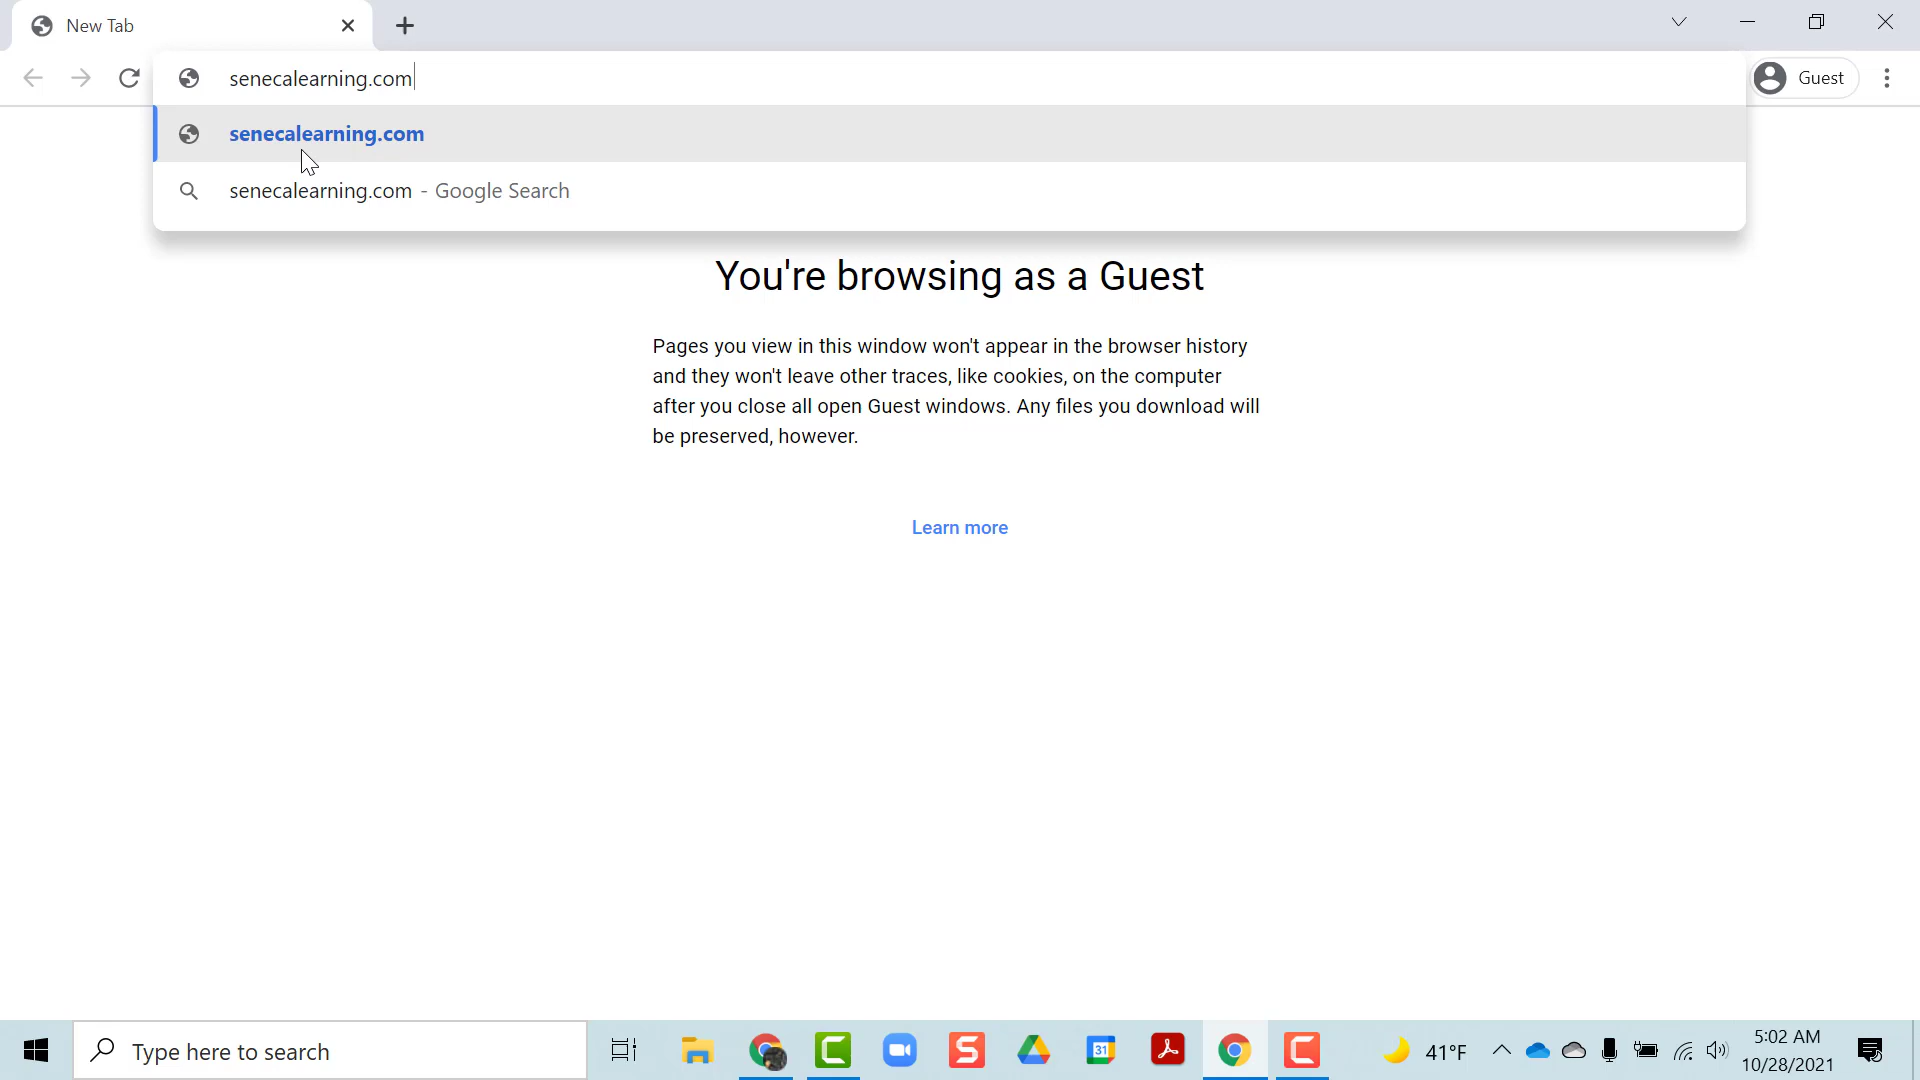 New Tab
senecalearning.com
Guest
senecalearning.com
senecalearning.com - Google Search
You're browsing as a Guest
Pages you view in this window won't appear in the browser history
and they won't leave other traces, like cookies, on the computer
after you close all open Guest windows. Any files you download will
be preserved, however.
Learn more
Type here to search
S
31
41°F
5:02 AM
10/28/2021